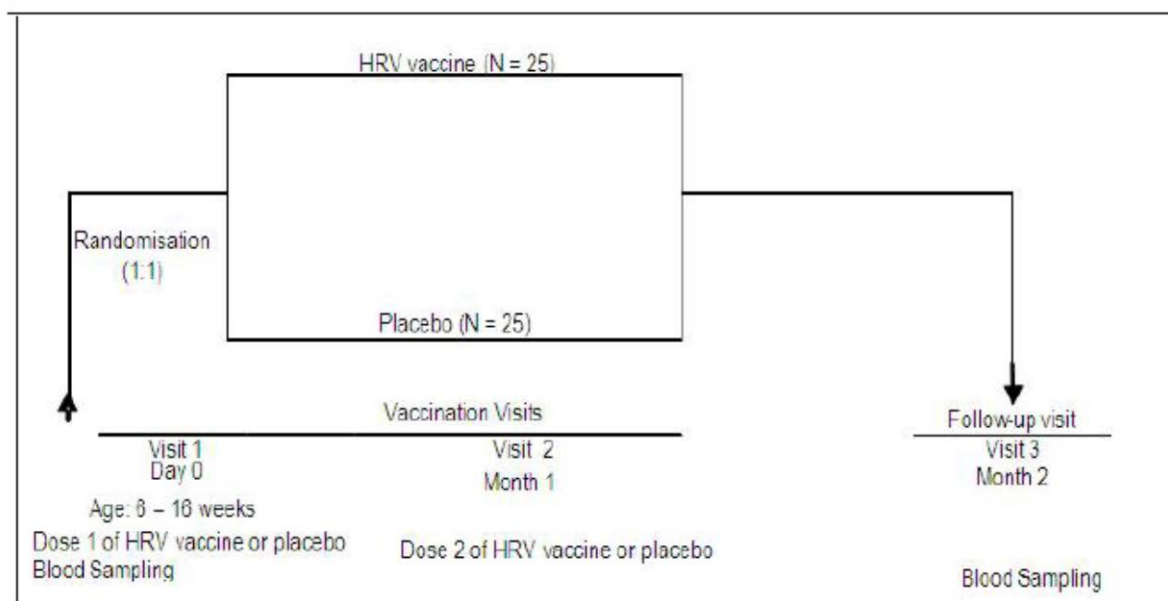 HRV vaccine (N = 25)
Randomisation
(1:1)
Placebo (N = 25)
Vaccination Visits
Follow-up visit
Visit 1
Day 0
Visit 2
Month 1
Visit 3
Month 2
Age: 6 – 16 weeks
Dose 1 of HRV vaccine or placebo
Blood Sampling
Dose 2 of HRV vaccine or placebo
Blood Sampling